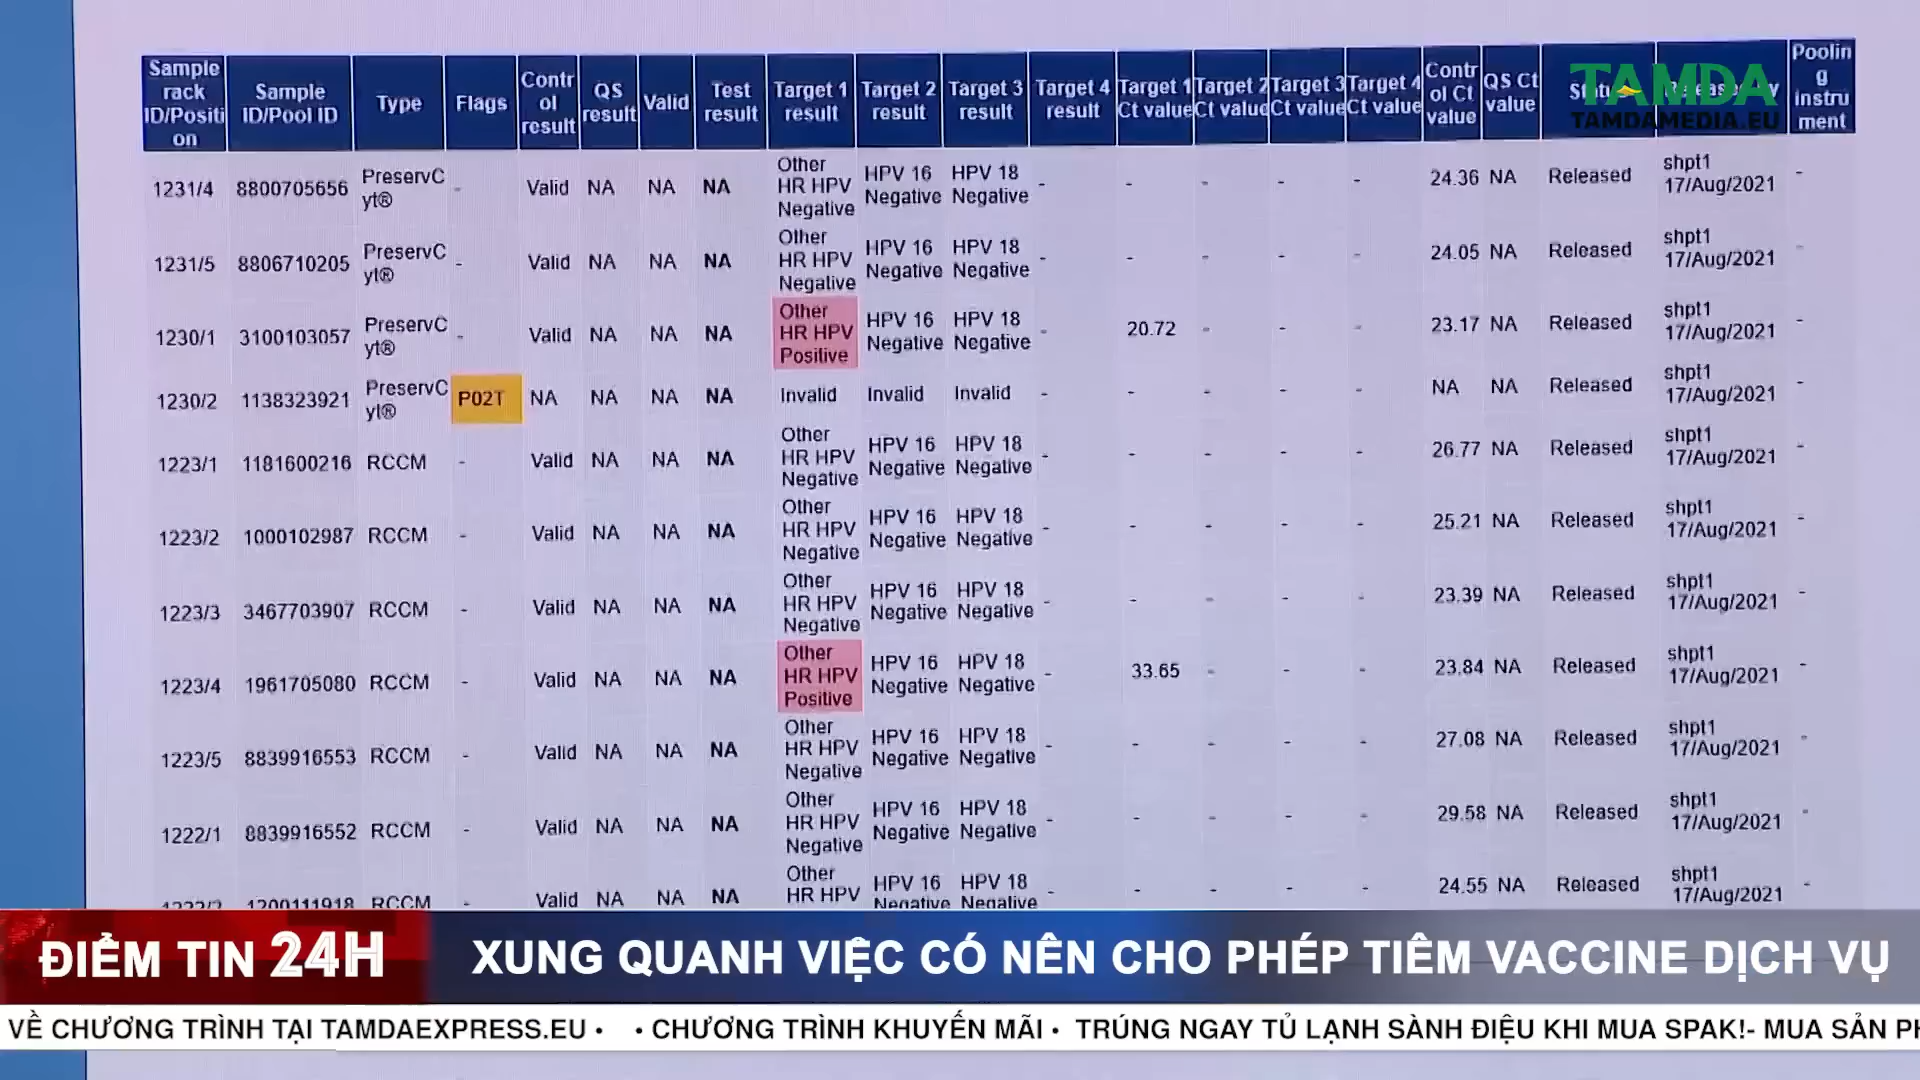 Sample rack ID/Position Sample ID/Pool ID Type Flags Control result QS result Valid Test result Target 1 result Target 2 result Target 3 result Target 4 result Target 1 Ct value Target 2 Ct value Target 3 Ct value Target 4 Ct value Control Ct value QS Ct value Pooling instrument
TAMDA
TAMDAMEDIA.EU
1231/4 8800705656 PreservCyt® - Valid NA NA NA Other HR HPV Negative HPV 16 Negative HPV 18 Negative - - - - - 24.36 NA Released shpt1 17/Aug/2021 -
1231/5 8806710205 PreservCyt® - Valid NA NA NA Other HR HPV Negative HPV 16 Negative HPV 18 Negative - - - - - 24.05 NA Released shpt1 17/Aug/2021 -
1230/1 3100103057 PreservCyt® - Valid NA NA NA Other HR HPV Positive HPV 16 Negative HPV 18 Negative - 20.72 - - - 23.17 NA Released shpt1 17/Aug/2021 -
1230/2 1138323921 PreservCyt® P02T NA NA NA NA Invalid Invalid Invalid - - - - - NA NA Released shpt1 17/Aug/2021 -
1223/1 1181600216 RCCM - Valid NA NA NA Other HR HPV Negative HPV 16 Negative HPV 18 Negative - - - - - 26.77 NA Released shpt1 17/Aug/2021 -
1223/2 1000102987 RCCM - Valid NA NA NA Other HR HPV Negative HPV 16 Negative HPV 18 Negative - - - - - 25.21 NA Released shpt1 17/Aug/2021 -
1223/3 3467703907 RCCM - Valid NA NA NA Other HR HPV Negative HPV 16 Negative HPV 18 Negative - - - - - 23.39 NA Released shpt1 17/Aug/2021 -
1223/4 1961705080 RCCM - Valid NA NA NA Other HR HPV Positive HPV 16 Negative HPV 18 Negative - 33.65 - - - 23.84 NA Released shpt1 17/Aug/2021 -
1223/5 8839916553 RCCM - Valid NA NA NA Other HR HPV Negative HPV 16 Negative HPV 18 Negative - - - - - 27.08 NA Released shpt1 17/Aug/2021 -
1222/1 8839916552 RCCM - Valid NA NA NA Other HR HPV Negative HPV 16 Negative HPV 18 Negative - - - - - 29.58 NA Released shpt1 17/Aug/2021 -
1222/2 1200111918 RCCM - Valid NA NA NA Other HR HPV HPV 16 Negative HPV 18 Negative - - - - - 24.55 NA Released shpt1 17/Aug/2021 -
ĐIỂM TIN 24H
XUNG QUANH VIỆC CÓ NÊN CHO PHÉP TIÊM VACCINE DỊCH VỤ
VỀ CHƯƠNG TRÌNH TẠI TAMDAEXPRESS.EU • • CHƯƠNG TRÌNH KHUYẾN MÃI • TRÚNG NGAY TỦ LẠNH SÀNH ĐIỆU KHI MUA SPAK!- MUA SẢN